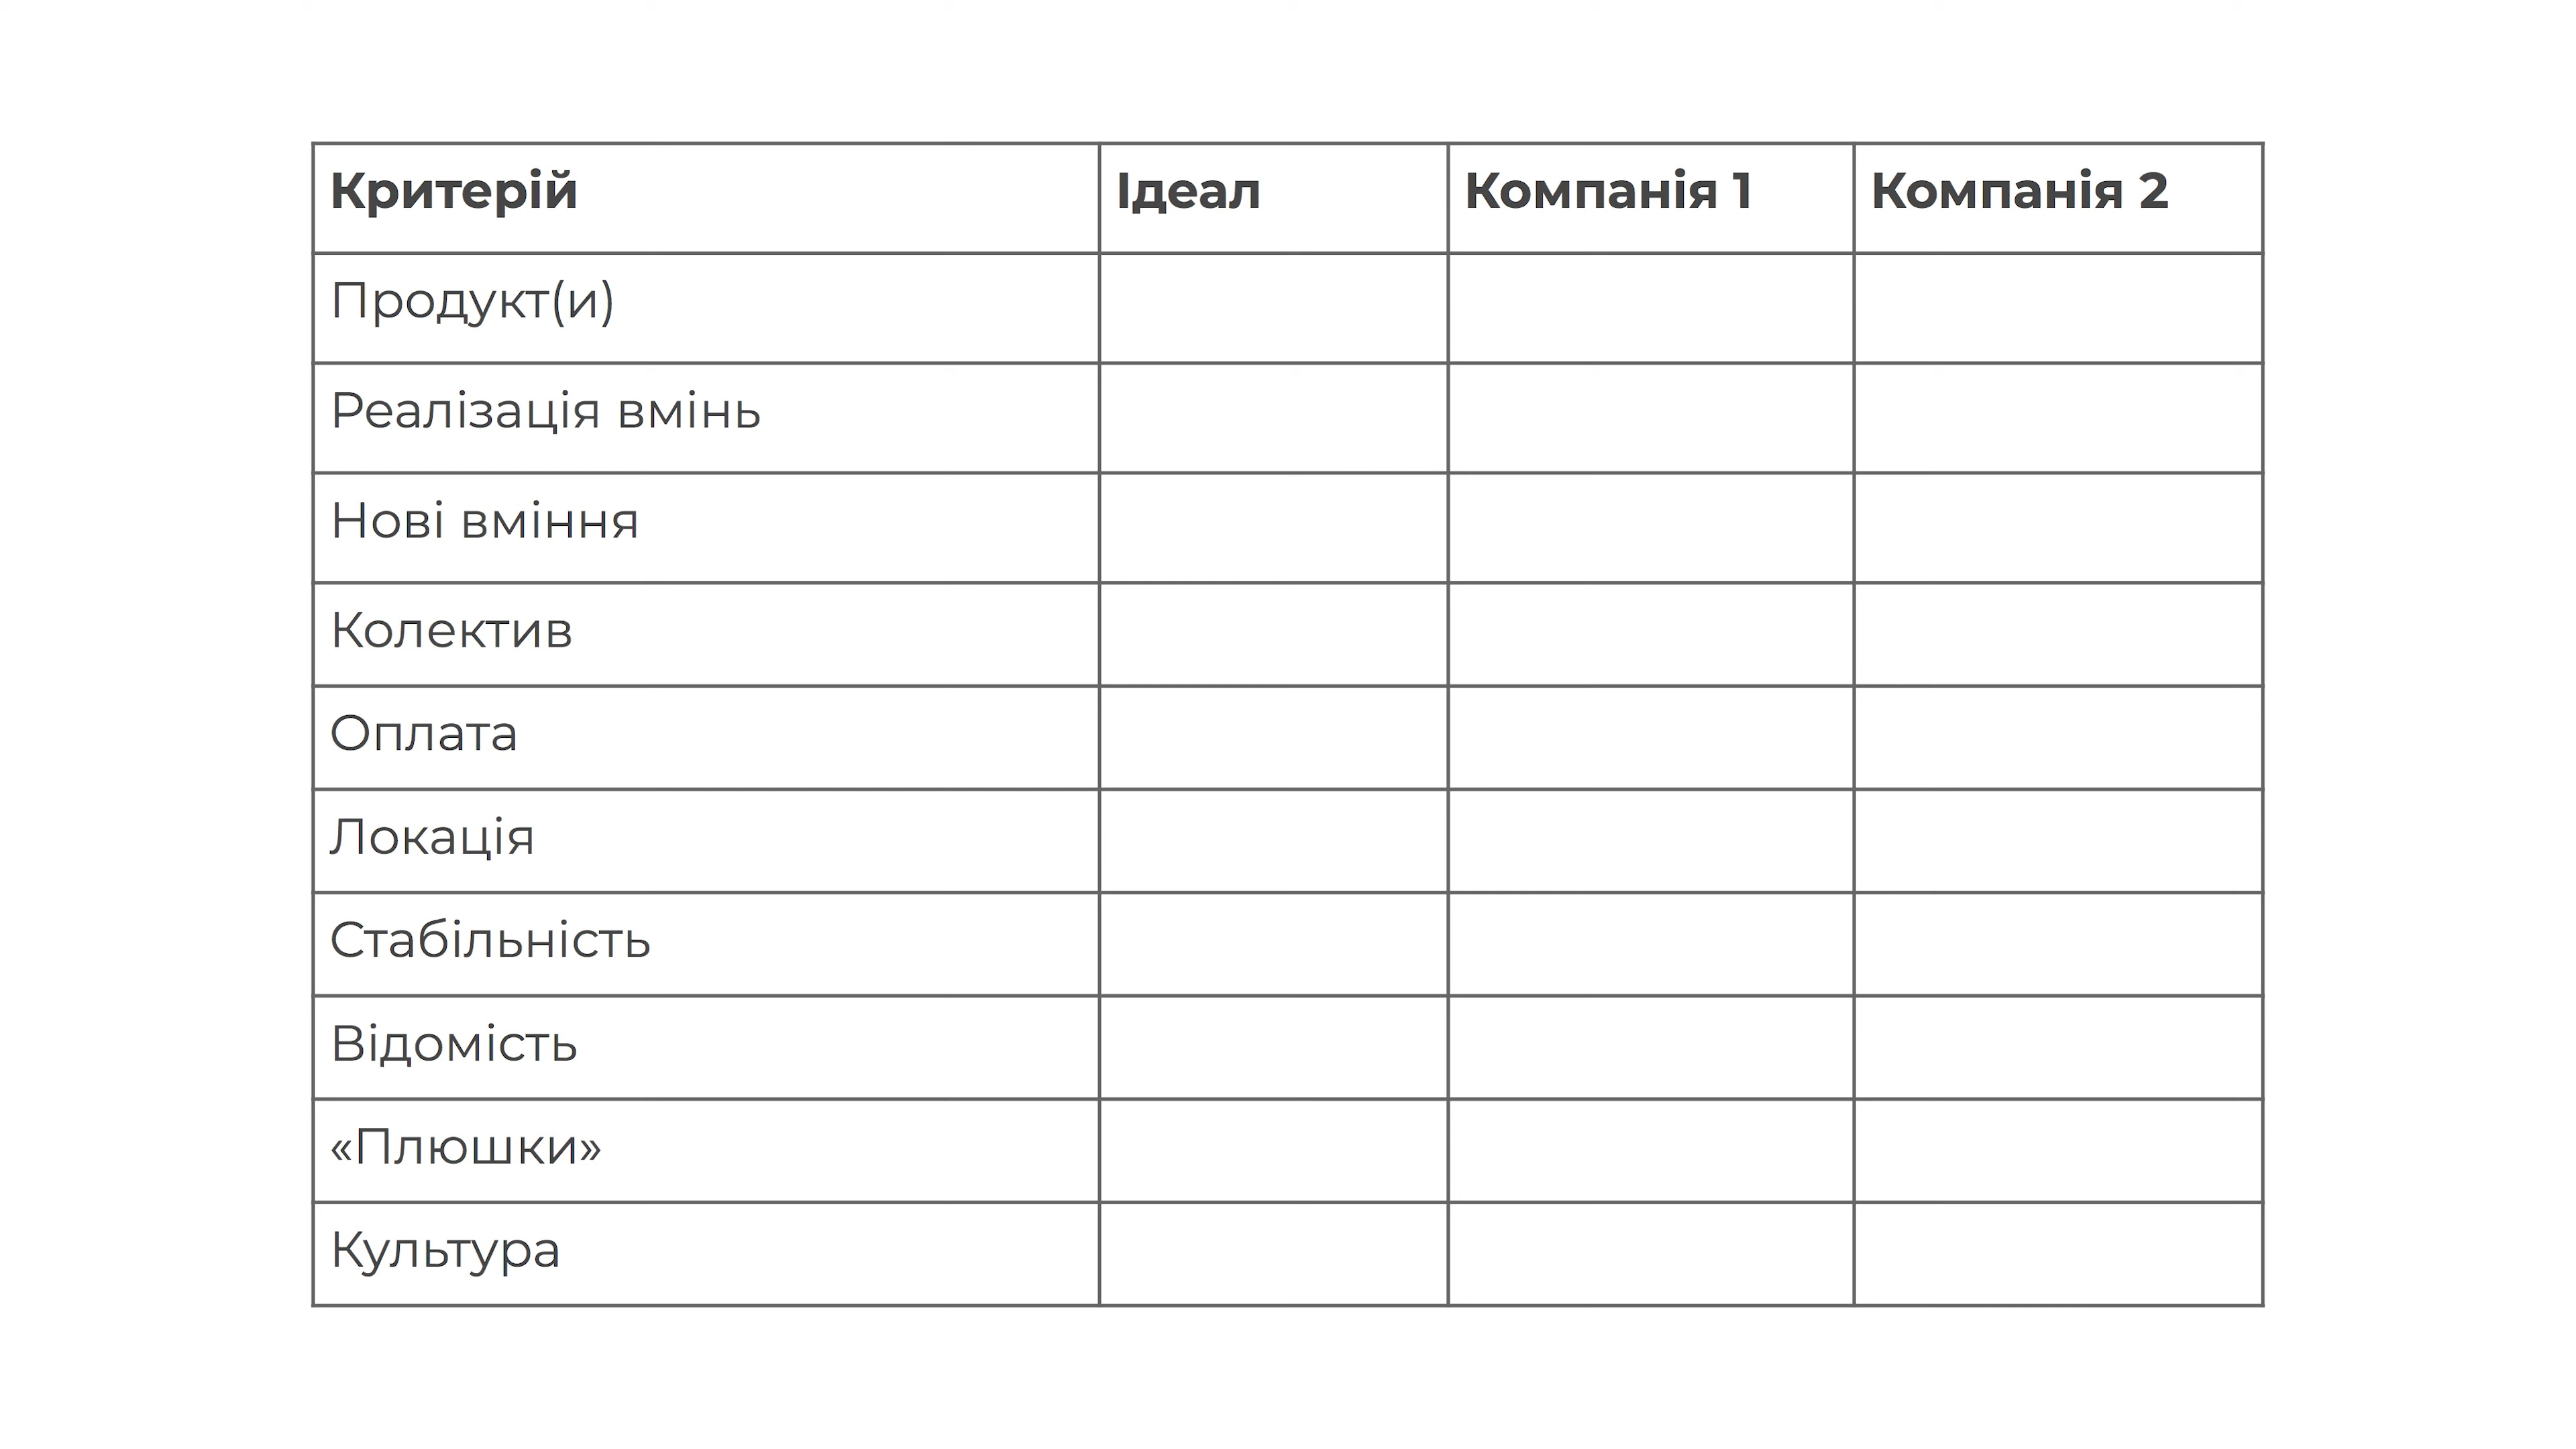 Критерій Ідеал Компанія 1 Компанія 2
Продукт(и)
Реалізація вмінь
Нові вміння
Колектив
Оплата
Локація
Стабільність
Відомість
«Плюшки»
Культура